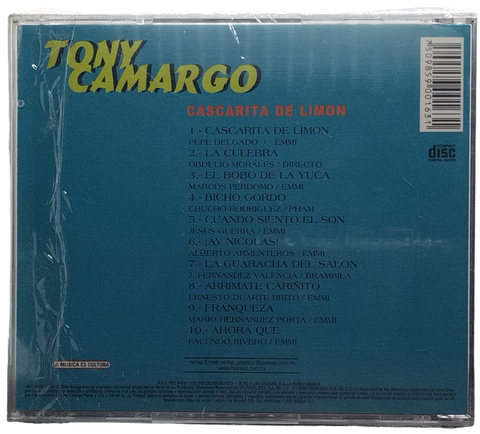 TONY
CAMARGO
CASCARITA DE LIMON
1.- CASCARITA DE LIMON
PEPE DELGADO / EMMI
2.- LA CULEBRA
OBDULIO MORALES / DIRECTO
3.- EL BOBO DE LA YUCA
MARCOS PERDOMO / EMMI
4.- BICHO GORDO
CHUCHO RODRIGUEZ / PHAM
5.- CUANDO SIENTO EL SON
JESUS GUERRA / EMMI
6.- ¡AY NICOLAS!
ALBERTO ARMENTEROS / EMMI
7.- LA GUARACHA DEL SALON
J. FERNANDEZ VALENCIA / BRAMBILA
8.- ARRIMATE CARIÑITO
ERNESTO DUARTE BRITO / EMMI
9.- FRANQUEZA
MARIO HERNANDEZ PORTA / EMMI
10.- AHORA QUE
FACUNDO RIVERO / EMMI
disc
LA MUSICA ES CULTURA